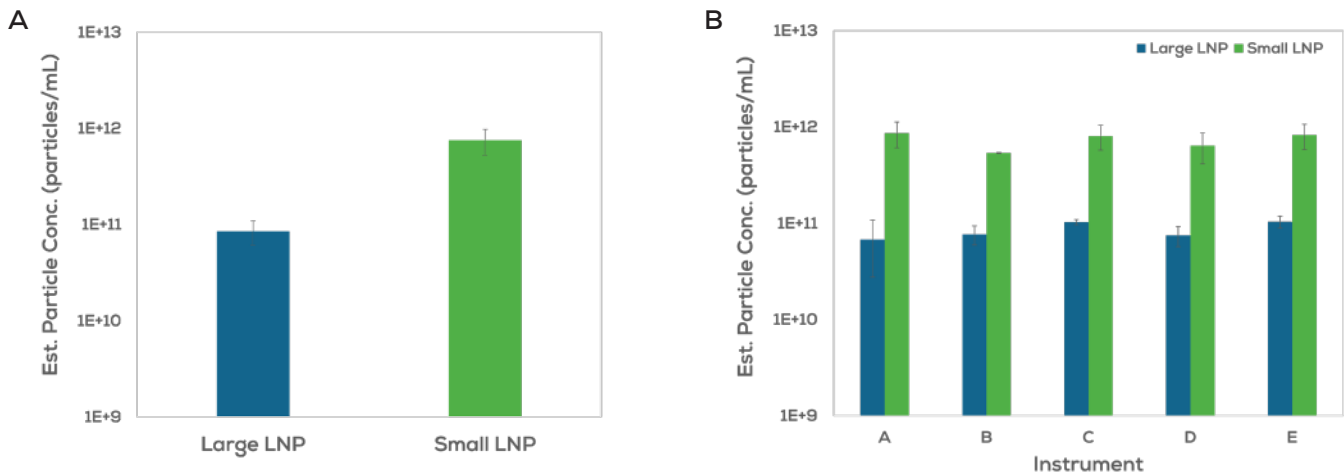 A
Est. Particle Conc. (particles/mL)
1E+13
1E+12
1E+11
1E+10
1E+9
Large LNP
Small LNP
B
Est. Particle Conc. (particles/mL)
1E+13
1E+12
1E+11
1E+10
1E+9
Large LNP Small LNP
A B C D E
Instrument